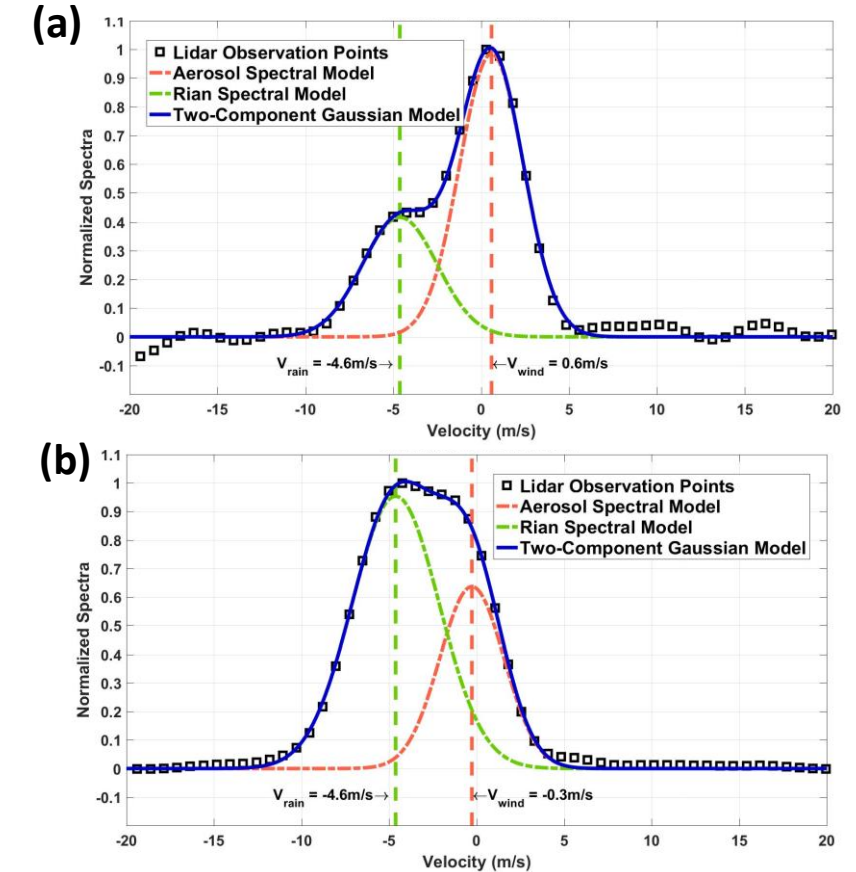 (a)
1.1
1
0.9
0.8
0.7
0.6
0.5
0.4
0.3
0.2
0.1
0
-0.1
Normalized Spectra
Lidar Observation Points
Aerosol Spectral Model
Rian Spectral Model
Two-Component Gaussian Model
V_rain = -4.6m/s→
←V_wind = 0.6m/s
-20 -15 -10 -5 0 5 10 15 20
Velocity (m/s)
(b)
1.1
1
0.9
0.8
0.7
0.6
0.5
0.4
0.3
0.2
0.1
0
-0.1
Normalized Spectra
Lidar Observation Points
Aerosol Spectral Model
Rian Spectral Model
Two-Component Gaussian Model
V_rain = -4.6m/s→
←V_wind = -0.3m/s
-20 -15 -10 -5 0 5 10 15 20
Velocity (m/s)